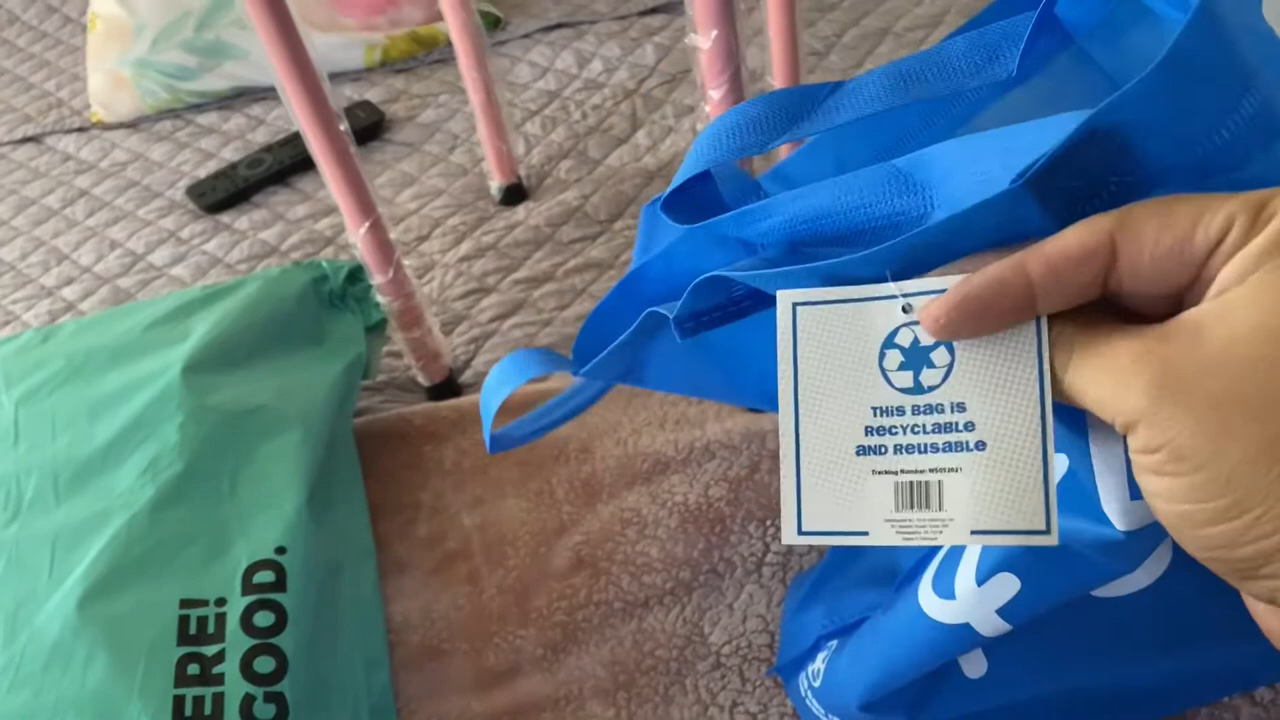 ERE!
GOOD.
THIS BAG IS
RECYCLABLE
AND REUSABLE
Tracking Number: WS052021